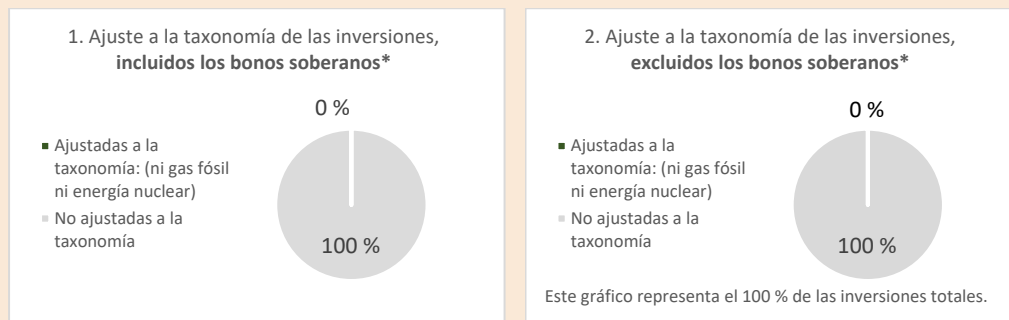 1. Ajuste a la taxonomía de las inversiones,
incluidos los bonos soberanos*
0 %
Ajustadas a la
taxonomía: (ni gas fósil
ni energía nuclear)
No ajustadas a la
taxonomía
100 %
2. Ajuste a la taxonomía de las inversiones,
excluidos los bonos soberanos*
0 %
Ajustadas a la
taxonomía: (ni gas fósil
ni energía nuclear)
No ajustadas a la
taxonomía
100 %
Este gráfico representa el 100 % de las inversiones totales.